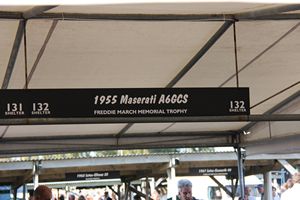 131 SHELTER
132 SHELTER
1955 Maserati A6GCS
FREDDIE MARCH MEMORIAL TROPHY
132 SHELTER